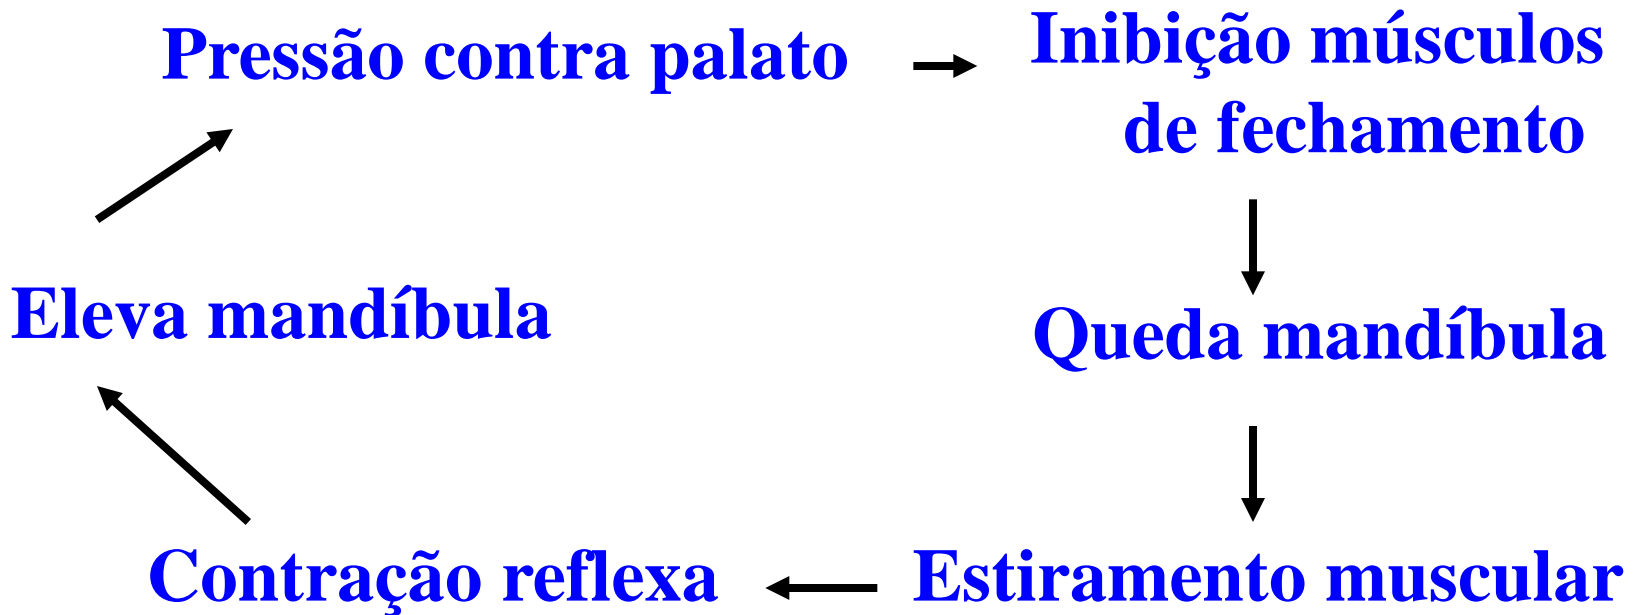 Pressão contra palato
Inibição músculos
de fechamento
Queda mandíbula
Estiramento muscular
Contração reflexa
Eleva mandíbula